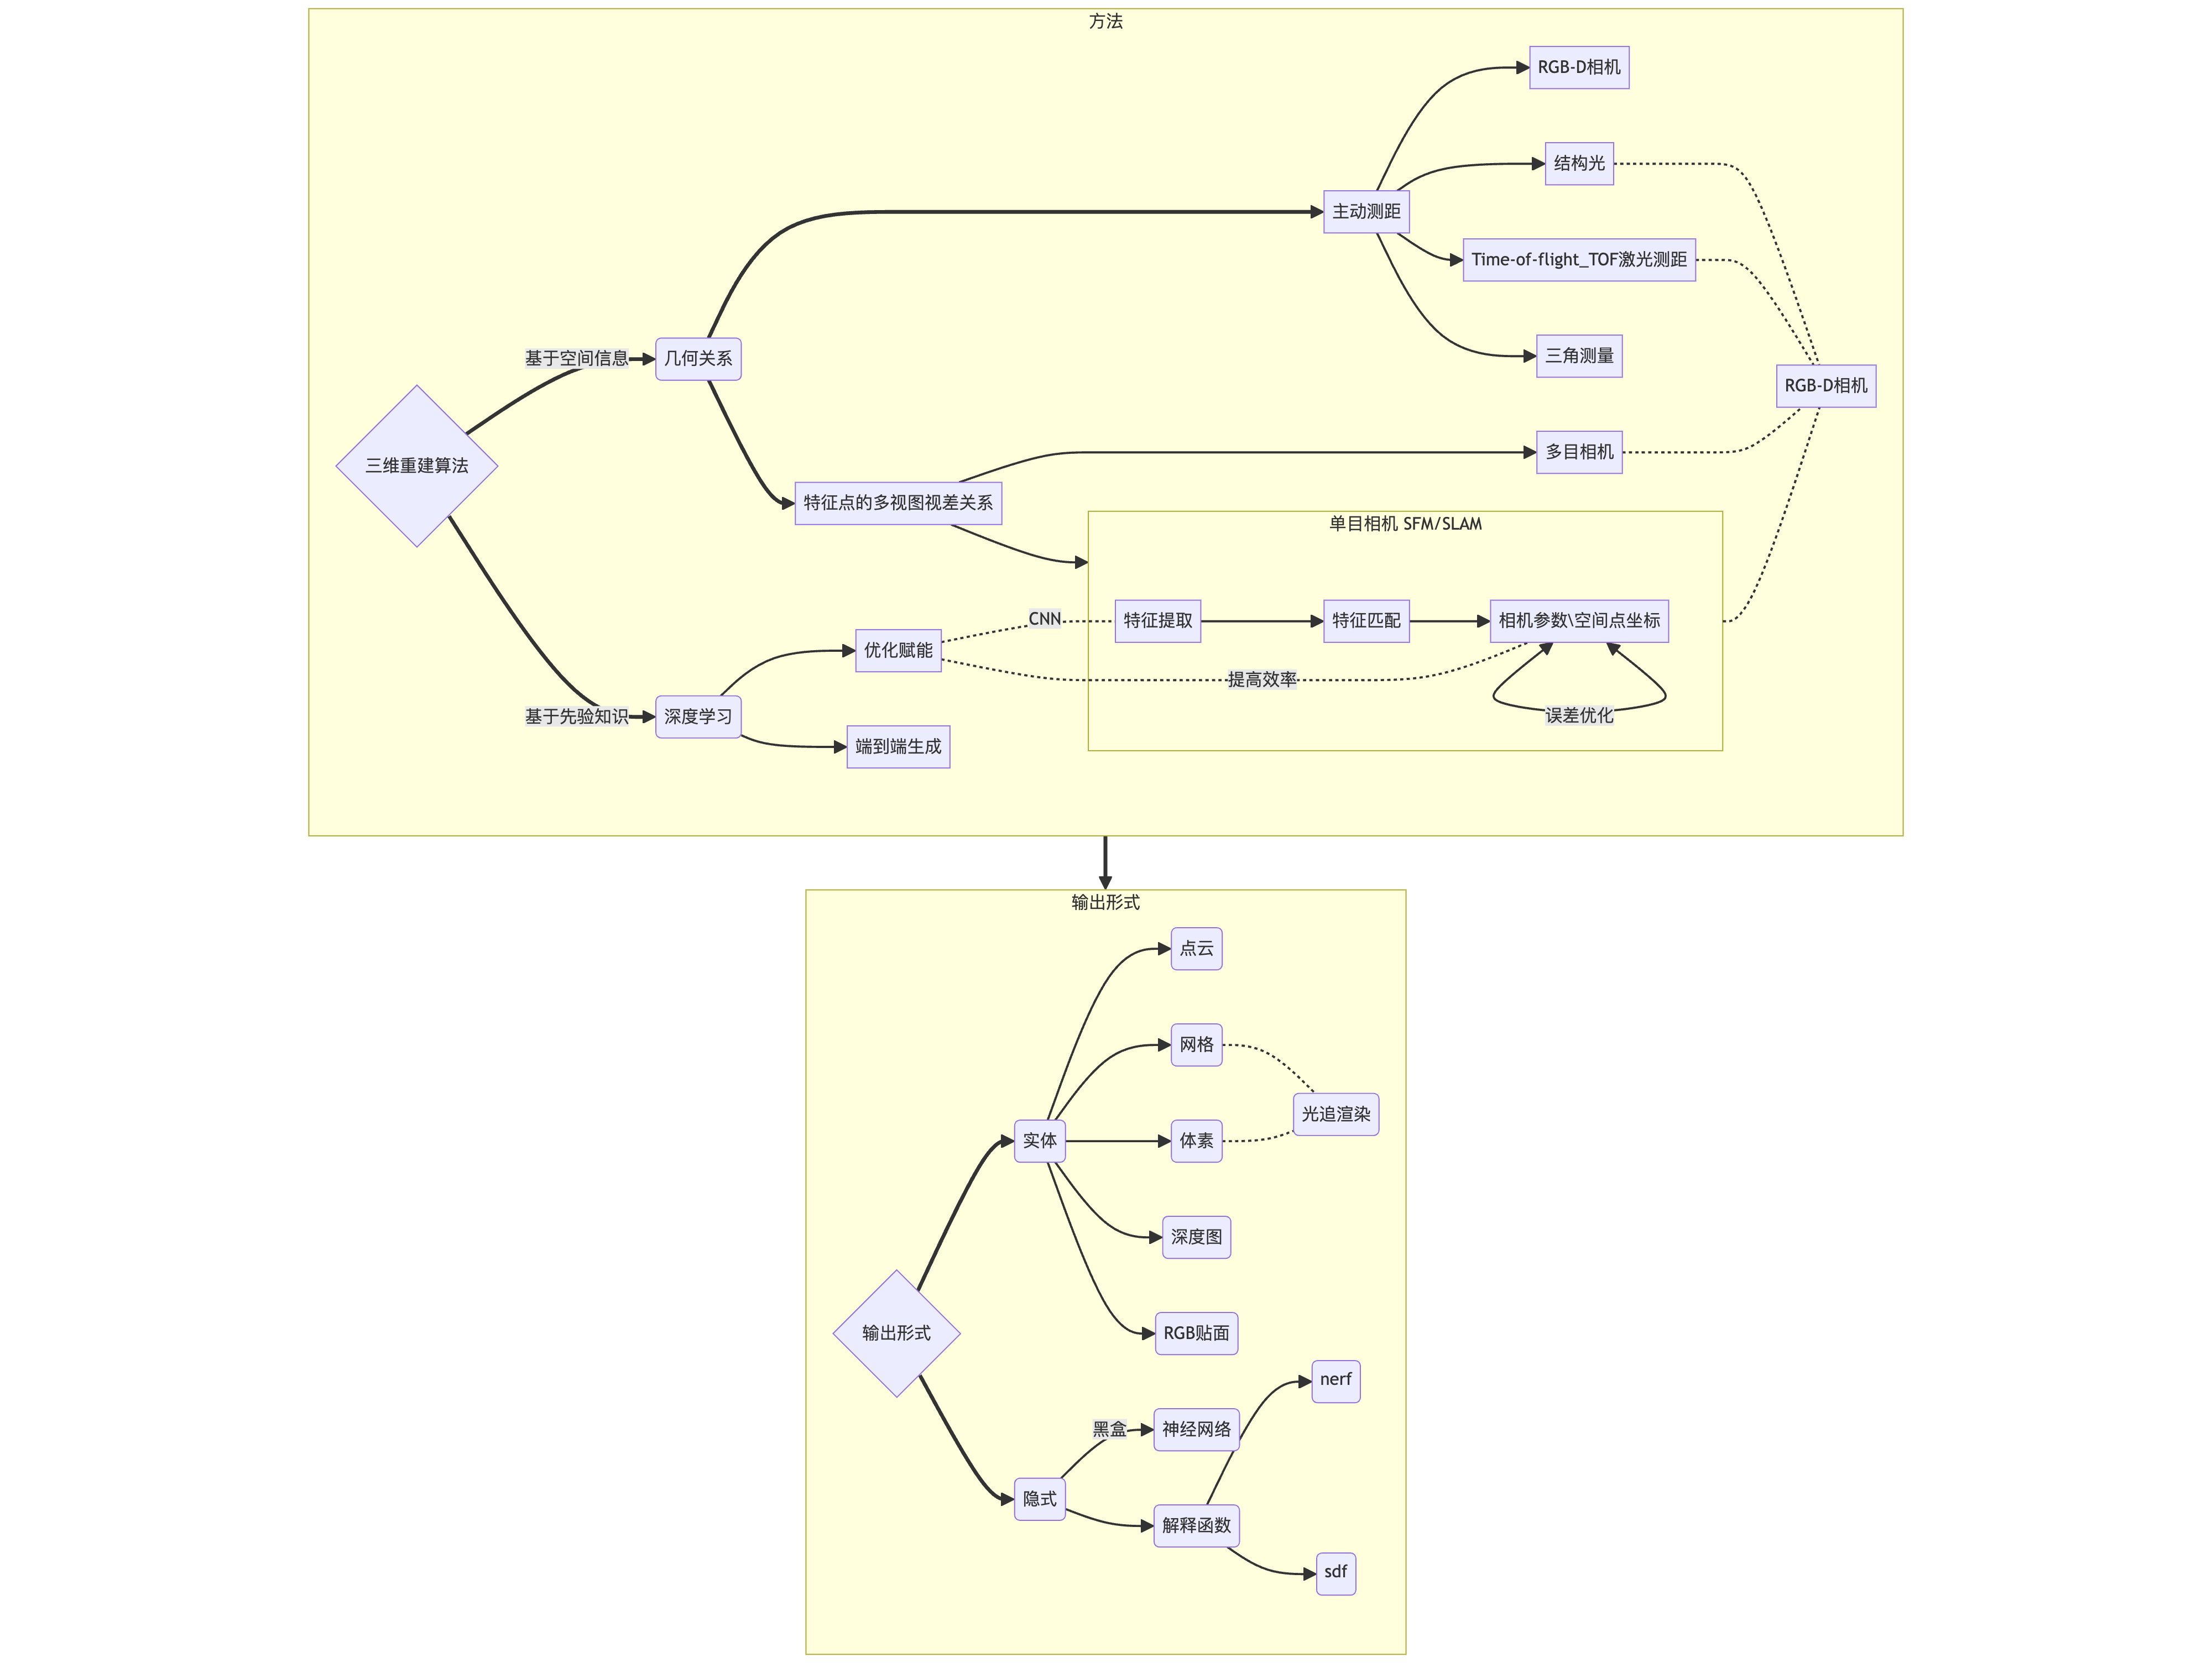 方法
RGB-D相机
结构光
主动测距
Time-of-flight_TOF激光测距
三角测量
基于空间信息
几何关系
RGB-D相机
多目相机
三维重建算法
特征点的多视图视差关系
单目相机 SFM/SLAM
CNN
特征提取
特征匹配
相机参数\空间点坐标
优化赋能
提高效率
误差优化
基于先验知识
深度学习
端到端生成
输出形式
点云
网格
光追渲染
实体
体素
深度图
输出形式
RGB贴面
nerf
黑盒
神经网络
隐式
解释函数
sdf